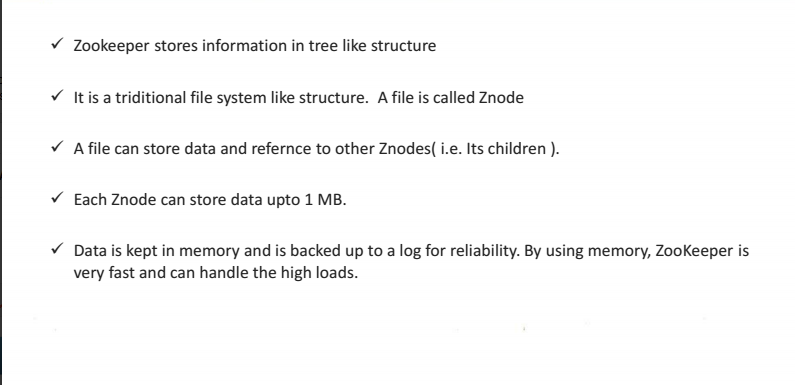 ✓ Zookeeper stores information in tree like structure
✓ It is a triditional file system like structure. A file is called Znode
✓ A file can store data and refernce to other Znodes( i.e. Its children ).
✓ Each Znode can store data upto 1 MB.
✓ Data is kept in memory and is backed up to a log for reliability. By using memory, ZooKeeper is
very fast and can handle the high loads.